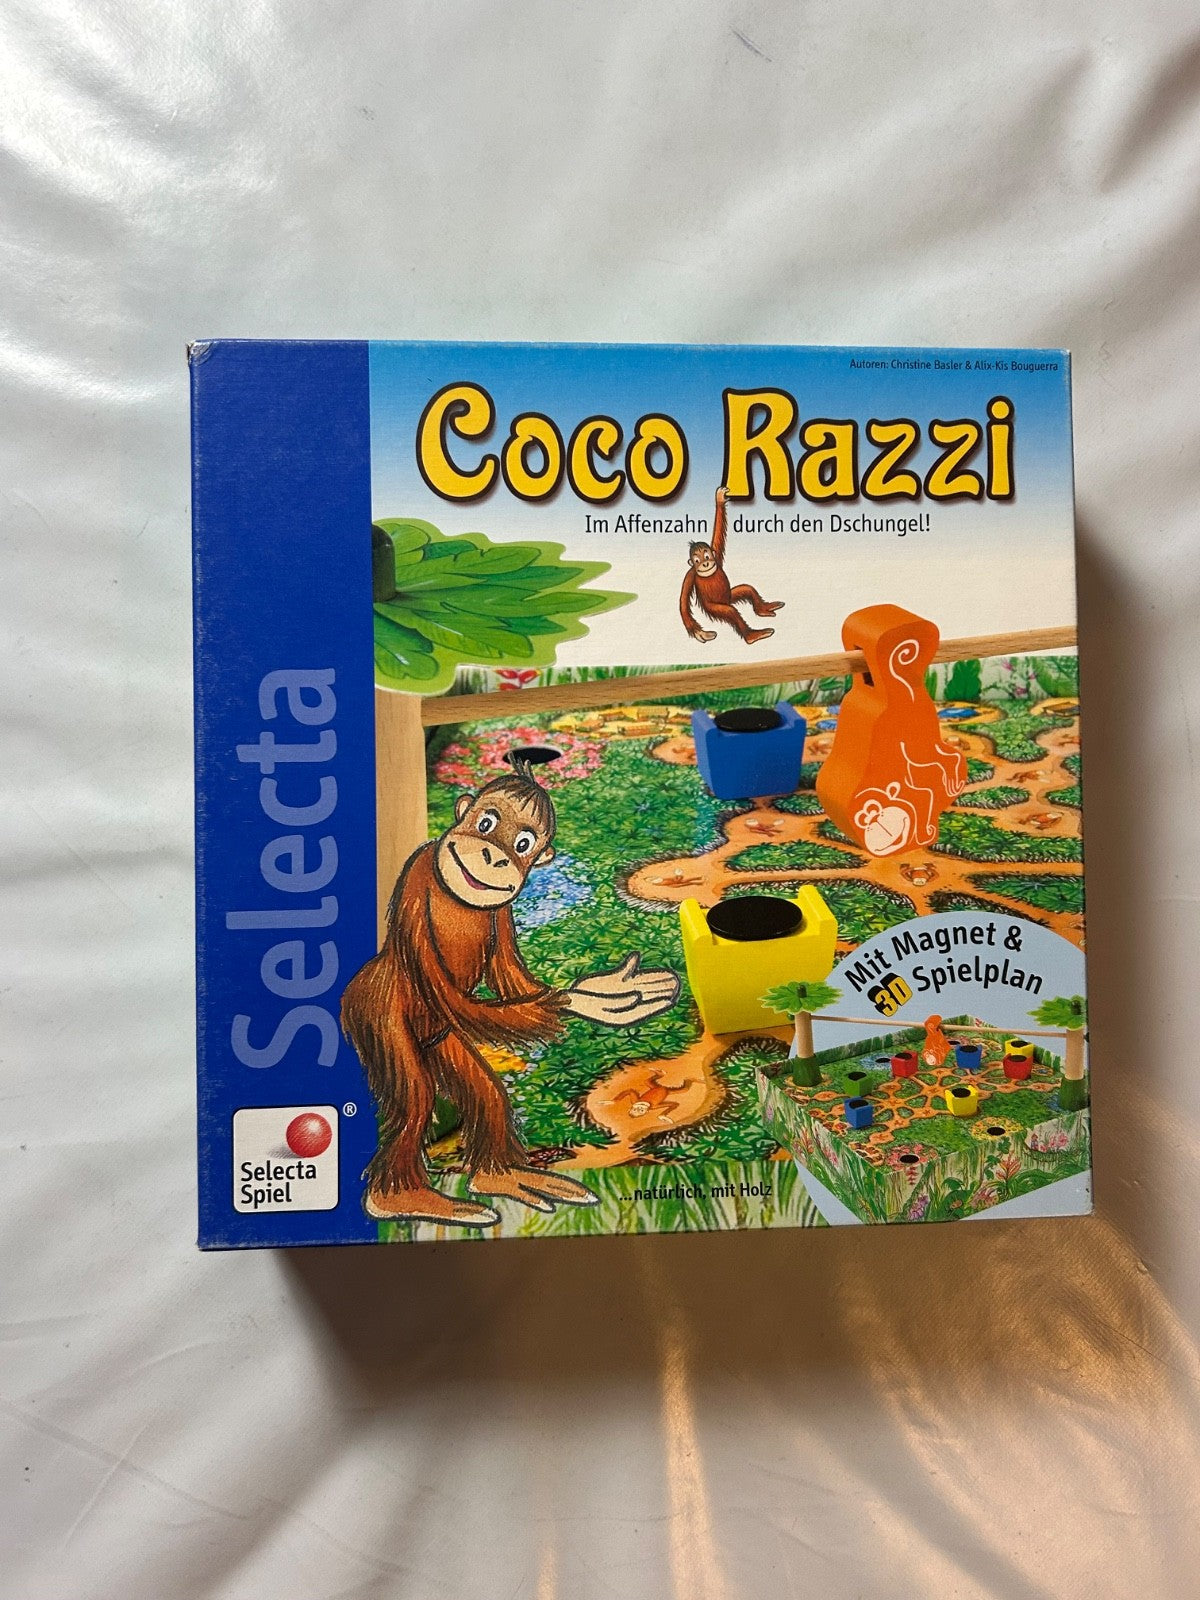 Autoren: Christine Basler & Alix-Kis Bouguerra
Coco Razzi
Im Affenzahn durch den Dschungel!
Selecta
Mit Magnet &
3D Spielplan
Selecta
Spiel
®
...natürlich, mit Holz